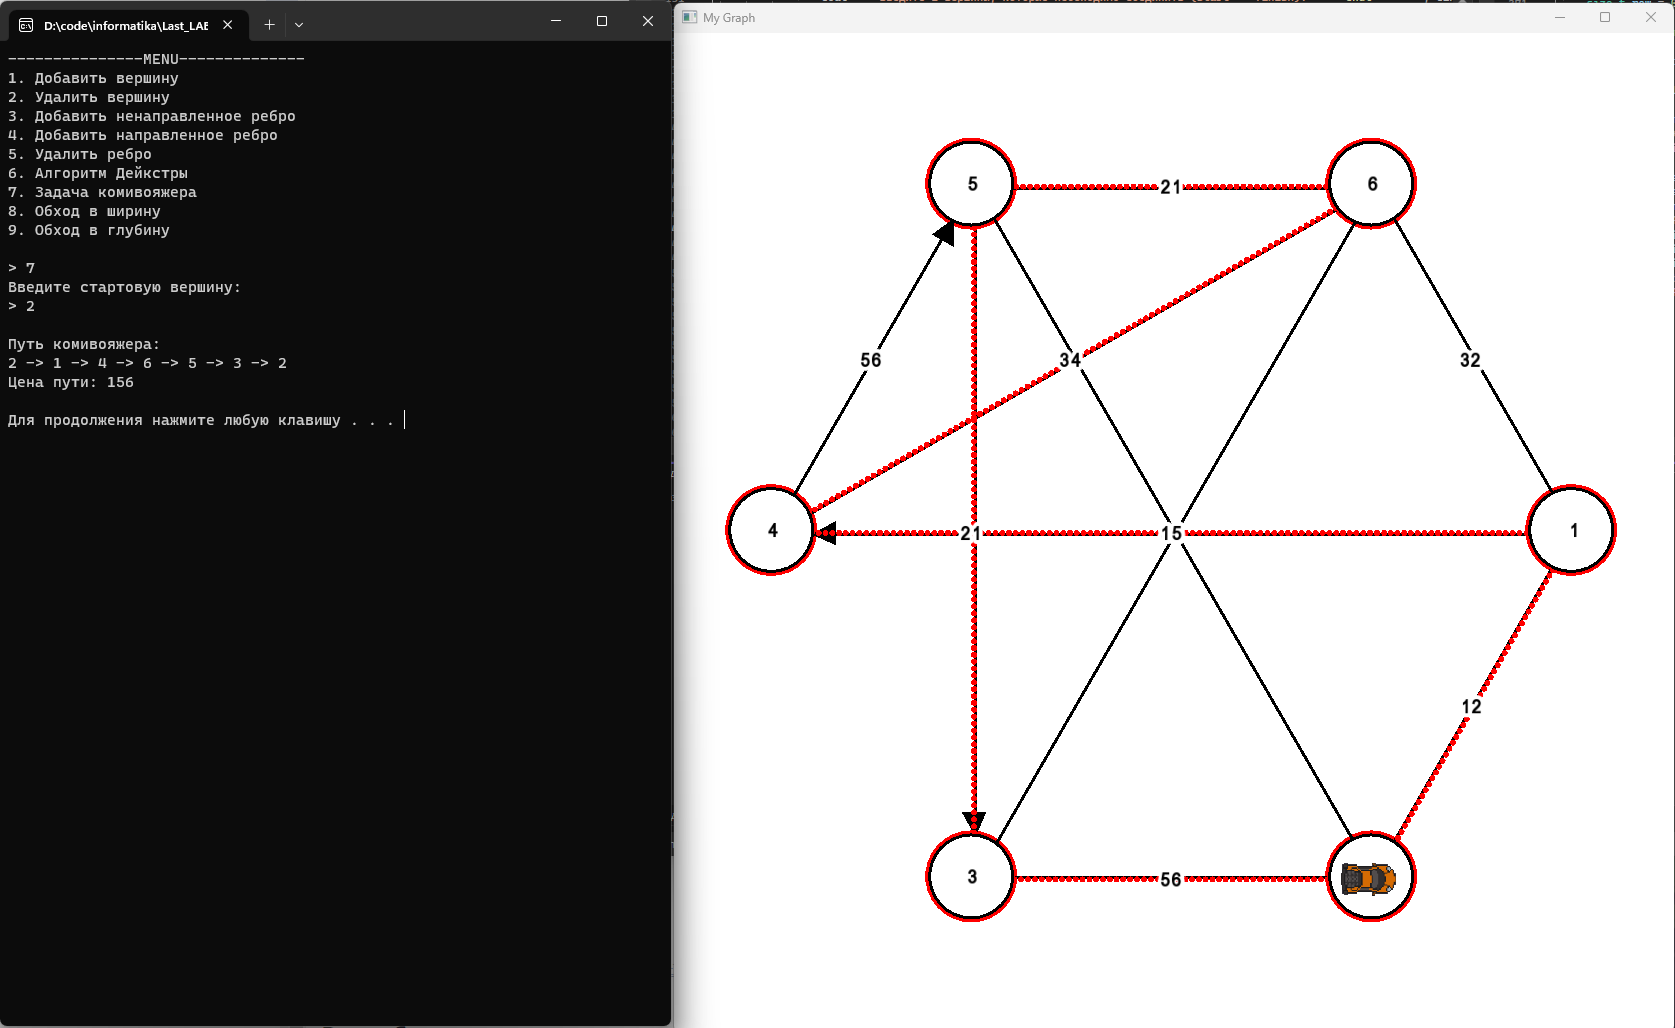 D:\code\informatika\Last_LAE
---------------MENU--------------
1. Добавить вершину
2. Удалить вершину
3. Добавить ненаправленное ребро
4. Добавить направленное ребро
5. Удалить ребро
6. Алгоритм Дейкстры
7. Задача комивояжера
8. Обход в ширину
9. Обход в глубину
> 7
Введите стартовую вершину:
> 2
Путь комивояжера:
2 -> 1 -> 4 -> 6 -> 5 -> 3 -> 2
Цена пути: 156
Для продолжения нажмите любую клавишу . . .
My Graph
5
21
6
56
34
32
4
21
15
1
12
3
56